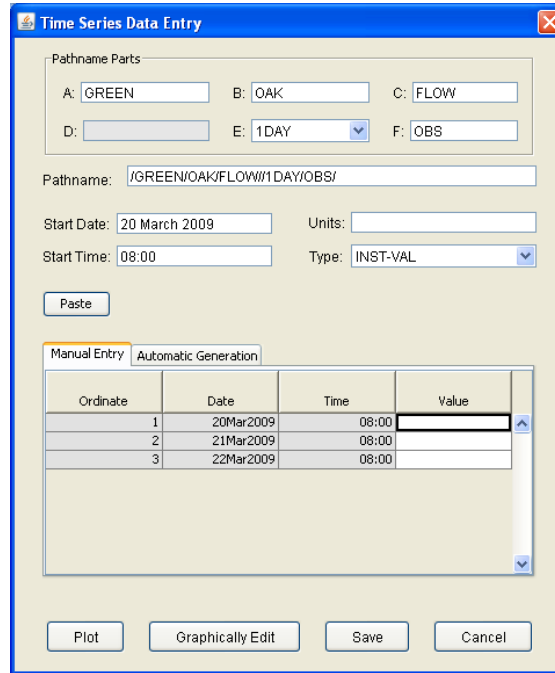 Time Series Data Entry
Pathname Parts
A: GREEN B: OAK C: FLOW
D: E: 1DAY F: OBS
Pathname: /GREEN/OAK/FLOW//1DAY/OBS/
Start Date: 20 March 2009 Units:
Start Time: 08:00 Type: INST-VAL
Paste
Manual Entry Automatic Generation
Ordinate Date Time Value
1 20Mar2009 08:00
2 21Mar2009 08:00
3 22Mar2009 08:00
Plot Graphically Edit Save Cancel